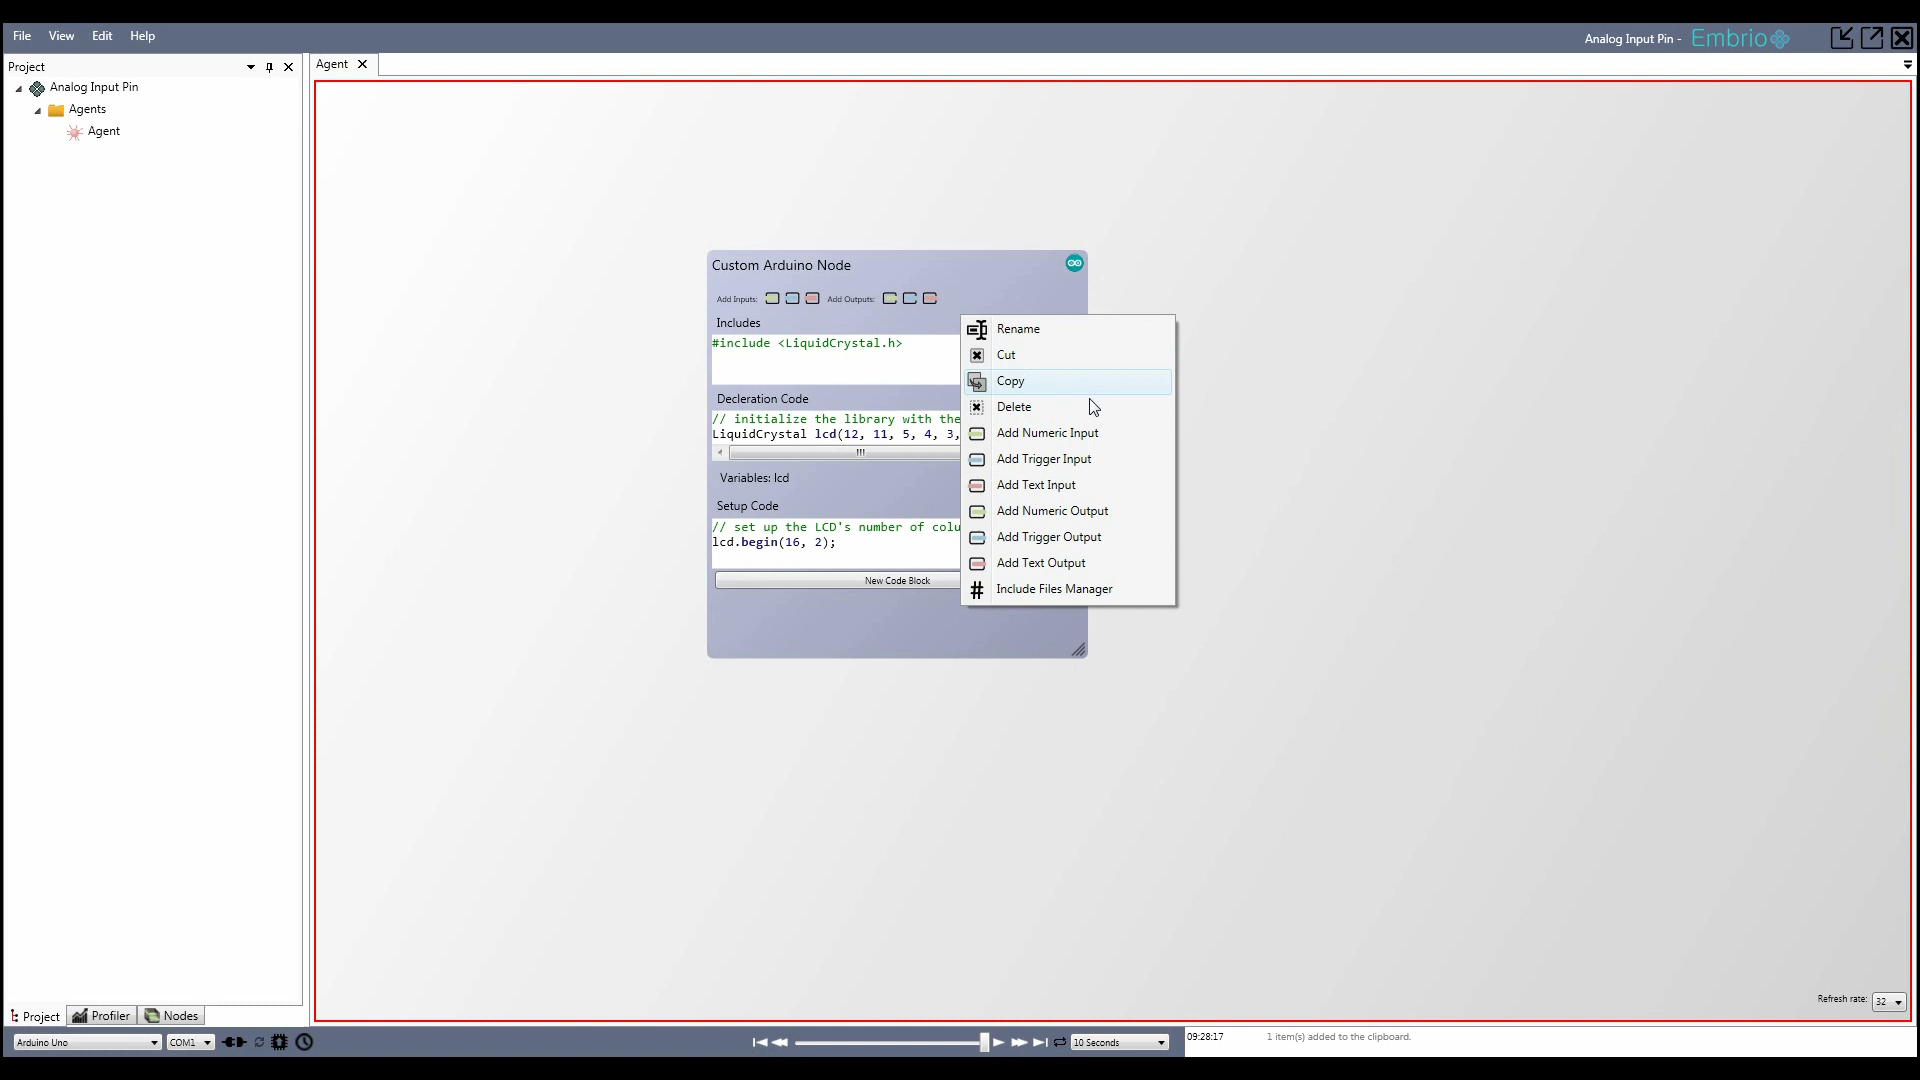 File View Edit Help
Analog Input Pin - Embrio
Project
Agent
Analog Input Pin
Agents
Agent
Custom Arduino Node
Add Inputs: Add Outputs:
Includes
#include <LiquidCrystal.h>
Decleration Code
// initialize the library with the
LiquidCrystal lcd(12, 11, 5, 4, 3,
Variables: lcd
Setup Code
// set up the LCD's number of colu
lcd.begin(16, 2);
New Code Block
Rename
Cut
Copy
Delete
Add Numeric Input
Add Trigger Input
Add Text Input
Add Numeric Output
Add Trigger Output
Add Text Output
# Include Files Manager
Refresh rate: 32
Project Profiler Nodes
Arduino Uno COM1 10 Seconds 09:28:17 1 item(s) added to the clipboard.